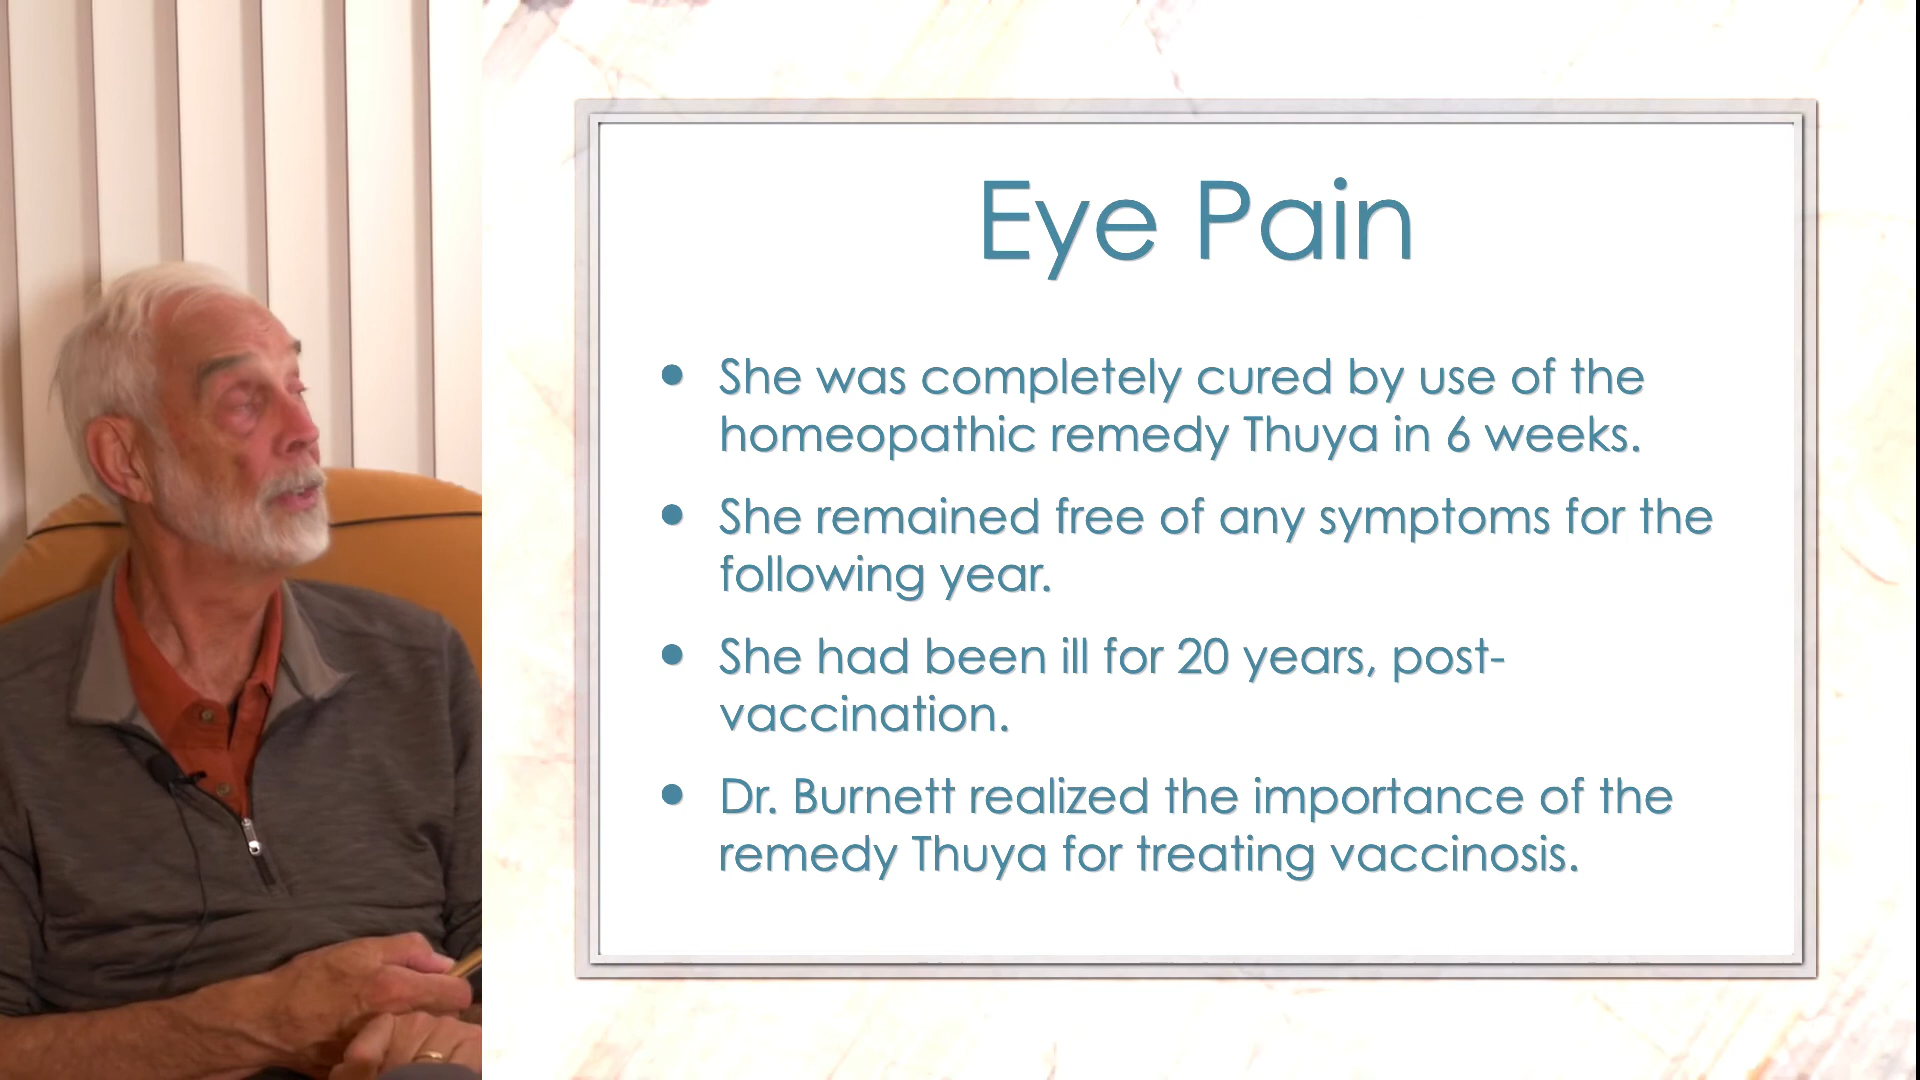 Eye Pain
• She was completely cured by use of the
homeopathic remedy Thuya in 6 weeks.
• She remained free of any symptoms for the
following year.
• She had been ill for 20 years, post-
vaccination.
• Dr. Burnett realized the importance of the
remedy Thuya for treating vaccinosis.